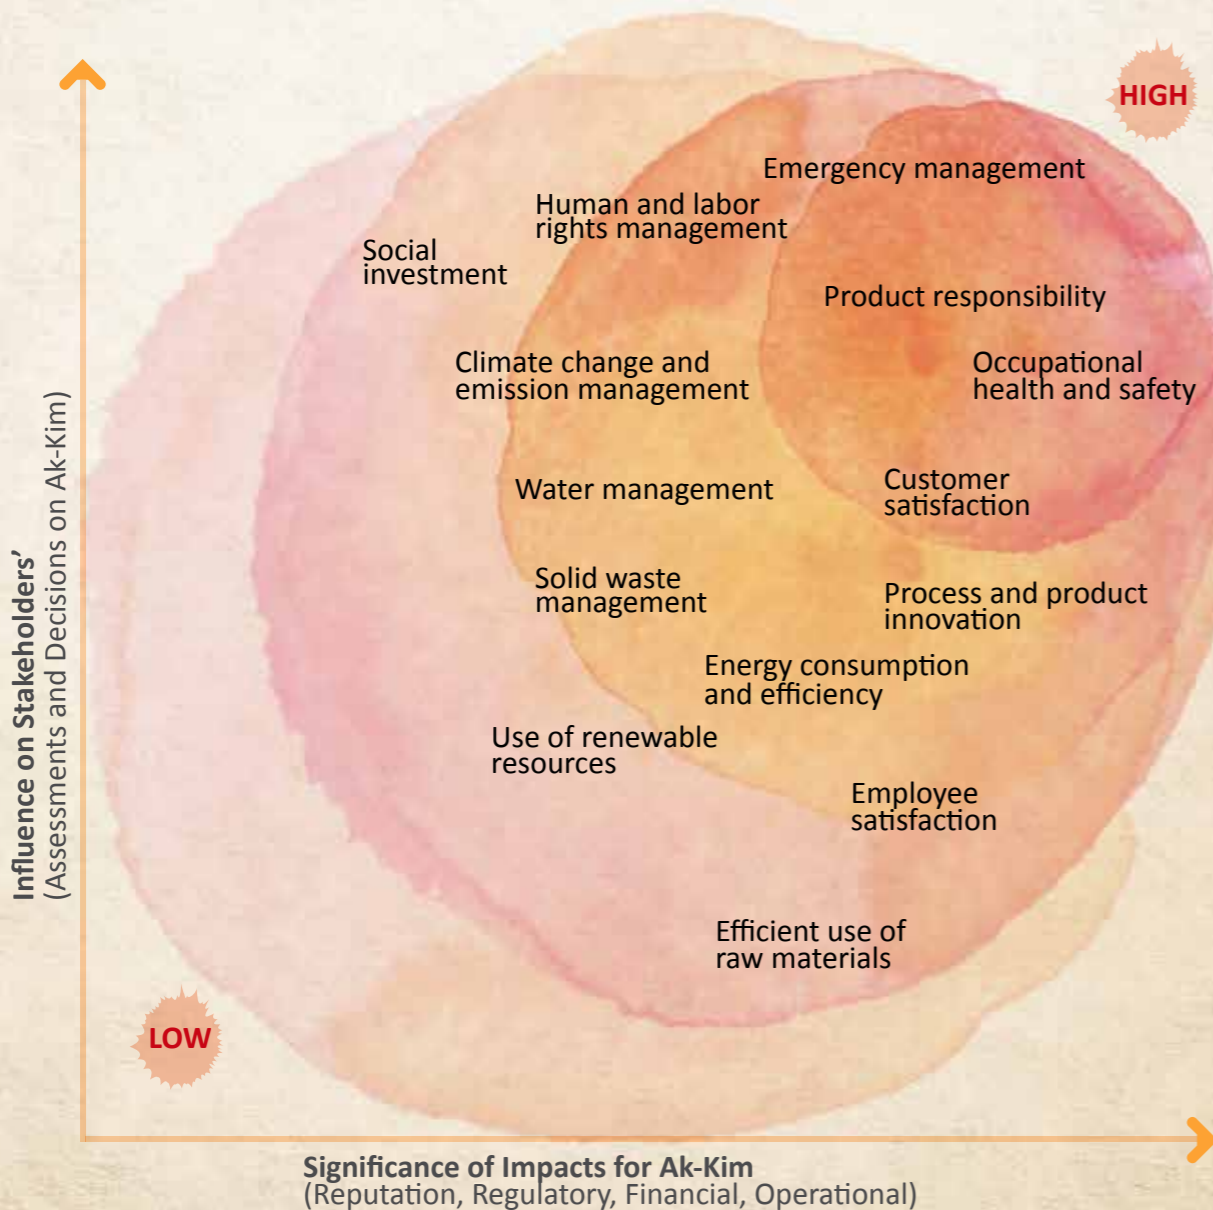 HIGH
Emergency management
Human and labor
rights management
Social
investment
Product responsibility
Climate change and
emission management
Occupational
health and safety
Water management
Customer
satisfaction
Solid waste
management
Process and product
innovation
Energy consumption
and efficiency
Use of renewable
resources
Employee
satisfaction
Efficient use of
raw materials
LOW
Influence on Stakeholders’
(Assessments and Decisions on Ak-Kim)
Significance of Impacts for Ak-Kim
(Reputation, Regulatory, Financial, Operational)